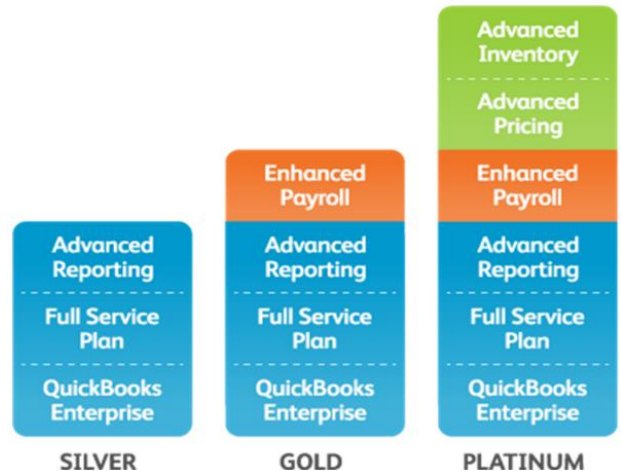 Advanced
Reporting
Full Service
Plan
QuickBooks
Enterprise
SILVER
Enhanced
Payroll
Advanced
Reporting
Full Service
Plan
QuickBooks
Enterprise
GOLD
Advanced
Inventory
Advanced
Pricing
Enhanced
Payroll
Advanced
Reporting
Full Service
Plan
QuickBooks
Enterprise
PLATINUM